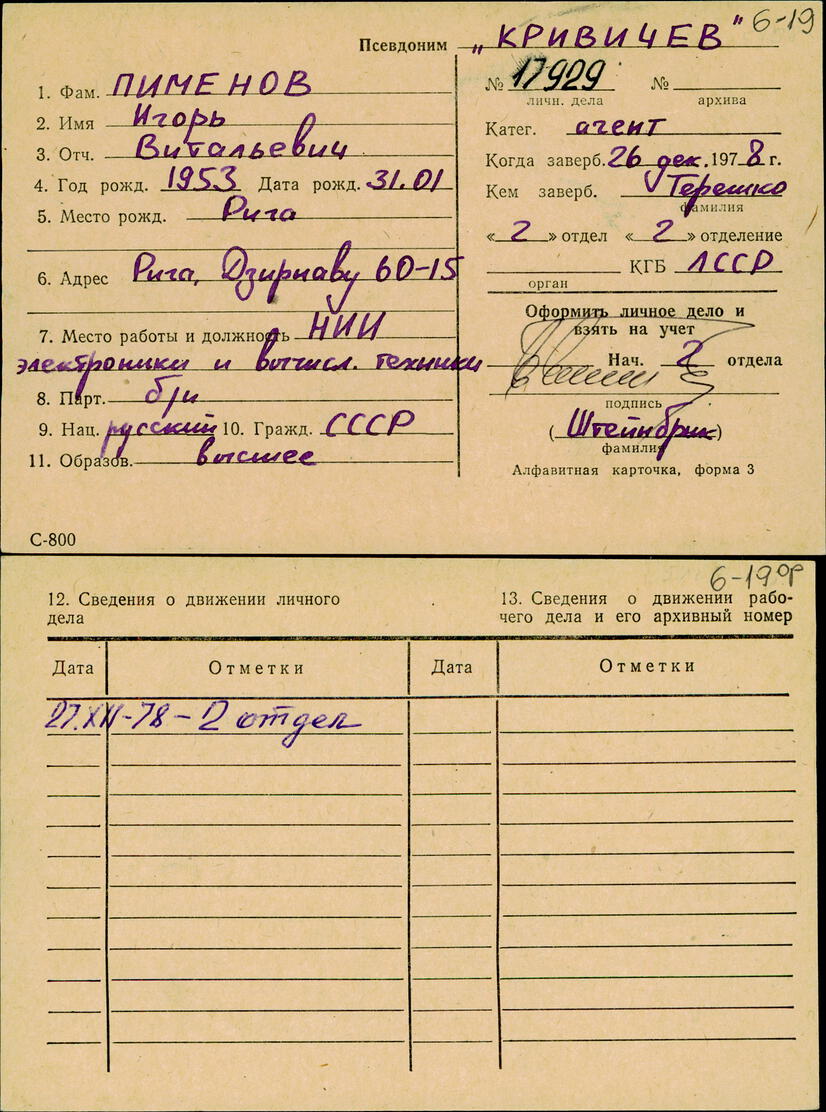 6-19
Псевдоним „КРИВИЧЕВ"
1. Фам. ПИМЕНОВ
2. Имя Игорь
3. Отч. Витальевич
4. Год рожд. 1953 Дата рожд. 31.01
5. Место рожд. Рига
6. Адрес Рига, Дзирнаву 60-15
7. Место работы и должность НИИ
электроники и вычисл. техники
8. Парт. б/п
9. Нац. русский 10. Гражд. СССР
11. Образов. высшее
С-800
№ 17929 №
личн. дела архива
Катег. агент
Когда заверб. 26 дек. 1978 г.
Кем заверб. Терешко
фамилия
« 2 » отдел « 2 » отделение
КГБ ЛССР
орган
Оформить личное дело и
взять на учет
Нач. 2 отдела
подпись
(Штейнбрик)
фамилия
Алфавитная карточка, форма 3
6-19 ор
12. Сведения о движении личного
дела
13. Сведения о движении рабо-
чего дела и его архивный номер
Дата Отметки Дата Отметки
27.XII-78 - 2 отдел